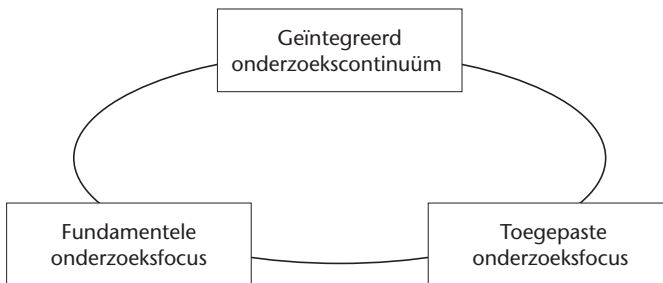 Geïntegreerd
onderzoekscontinuüm
Fundamentele
onderzoeksfocus
Toegepaste
onderzoeksfocus